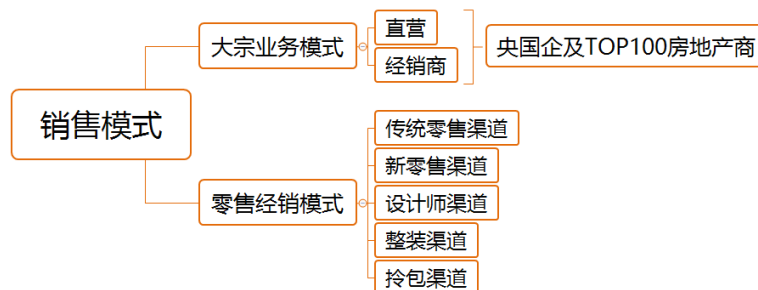 销售模式
大宗业务模式
直营
经销商
央国企及TOP100房地产商
零售经销模式
传统零售渠道
新零售渠道
设计师渠道
整装渠道
拎包渠道